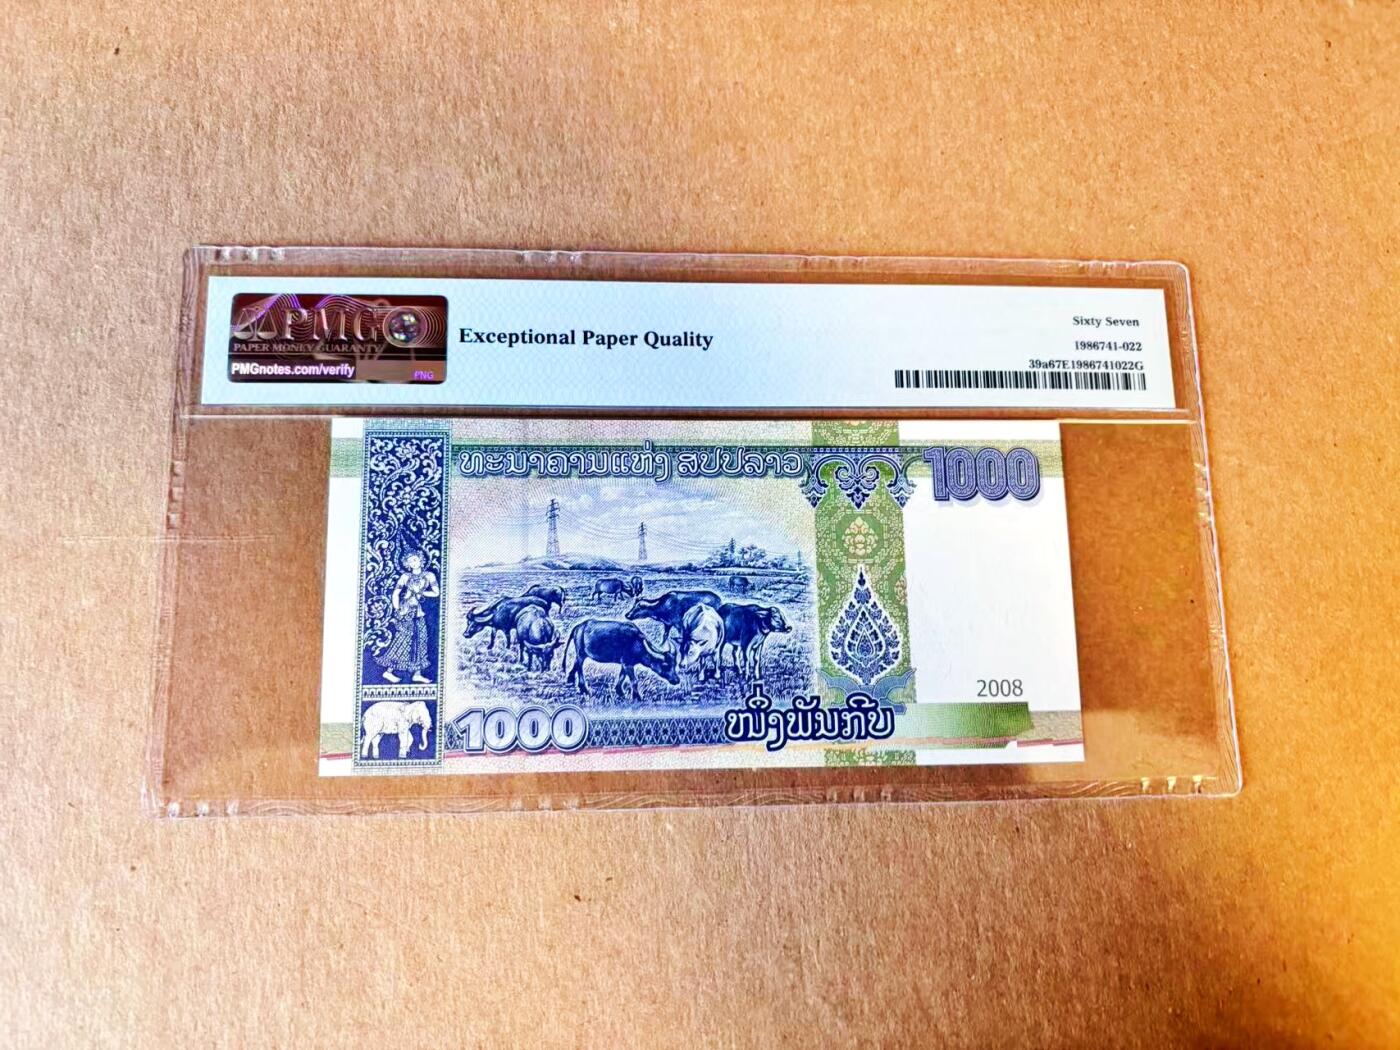 PMG
PAPER MONEY GUARANTY
PMGnotes.com/verify
PNG
Exceptional Paper Quality
Sixty Seven
1986741-022
39a67E1986741022G
ທະນາຄານແຫ່ງ ສປປລາວ
1000
2008
1000
ໜຶ່ງພັນກີບ